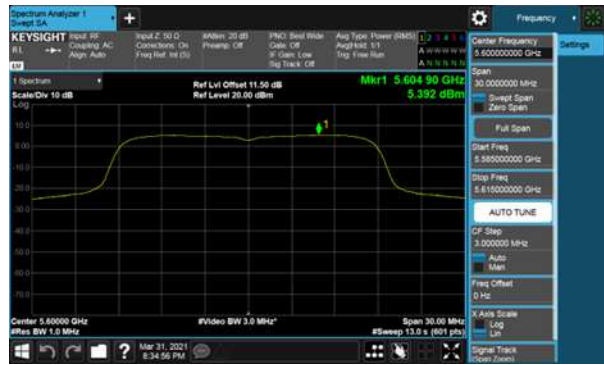 Spectrum Analyzer 1
Swept SA
+
Frequency
KEYSIGHT
Input: RF
Input Z: 50 Ω
#Atten: 20 dB
PNO: Best Wide
Avg Type: Power (RMS)
1 2 3 4 5 6
RL
Coupling: AC
Corrections: On
Preamp: Off
Gate: Off
Avg|Hold: 1/1
A W W W W W
Align: Auto
Freq Ref: Int (S)
IF Gain: Low
Trig: Free Run
Sig Track: Off
A N N N N N
LV
1 Spectrum
Scale/Div 10 dB
Ref Lvl Offset 11.50 dB
Ref Level 20.00 dBm
Mkr1 5.604 90 GHz
5.392 dBm
Log
10.0
0.00
-10.0
-20.0
-30.0
-40.0
-50.0
-60.0
-70.0
1
Center 5.60000 GHz
#Video BW 3.0 MHz*
Span 30.00 MHz
#Res BW 1.0 MHz
#Sweep 13.0 s (601 pts)
?
Mar 31, 2021
8:34:56 PM
Center Frequency
5.600000000 GHz
Settings
Span
30.0000000 MHz
Swept Span
Zero Span
Full Span
Start Freq
5.585000000 GHz
Stop Freq
5.615000000 GHz
AUTO TUNE
CF Step
3.000000 MHz
Auto
Man
Freq Offset
0 Hz
X Axis Scale
Log
Lin
Signal Track
(Span Zoom)